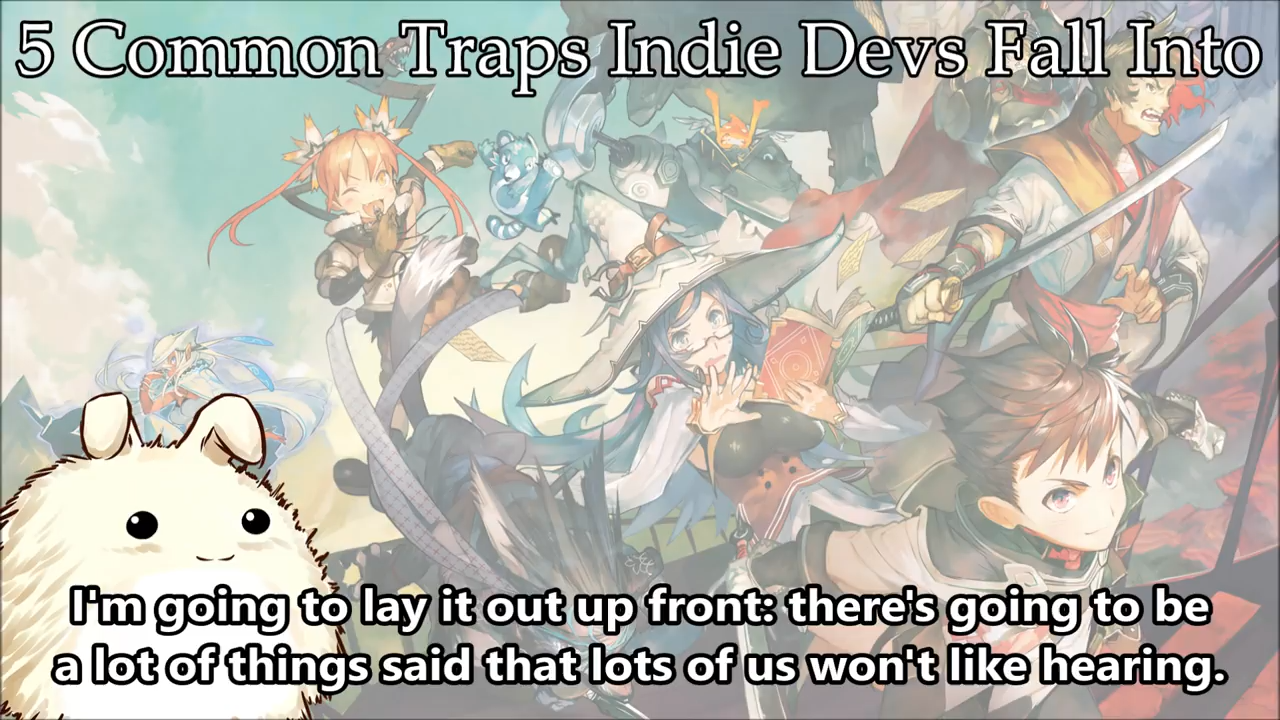 5 Common Traps Indie Devs Fall Into
I'm going to lay it out up front: there's going to be
a lot of things said that lots of us won't like hearing.